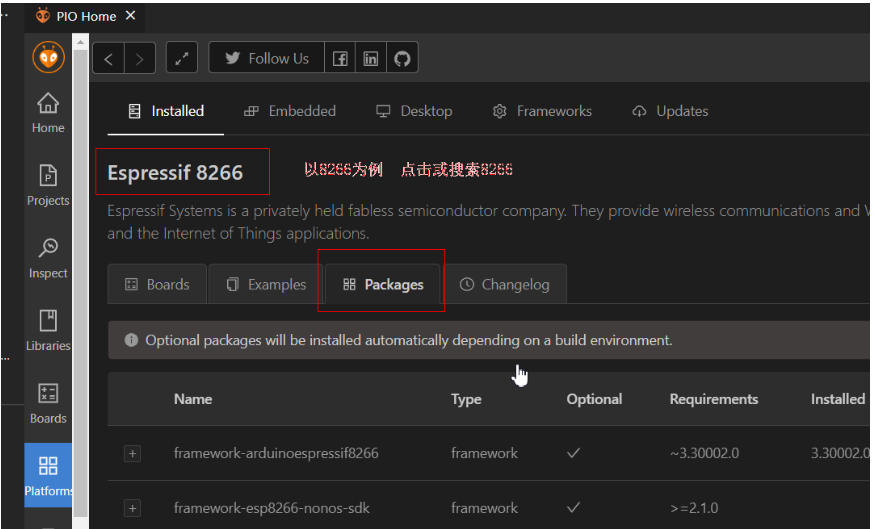 PIO Home
Follow Us
Home
Projects
Inspect
Libraries
Boards
Platforms
Installed
Embedded
Desktop
Frameworks
Updates
Espressif 8266
以8266为例 点击或搜索8266
Espressif Systems is a privately held fabless semiconductor company. They provide wireless communications and
and the Internet of Things applications.
Boards
Examples
Packages
Changelog
Optional packages will be installed automatically depending on a build environment.
Name Type Optional Requirements Installed
framework-arduinoespressif8266 framework ~3.30002.0 3.30002.0
framework-esp8266-nonos-sdk framework >=2.1.0